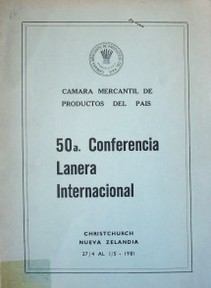 CAMARA MERCANTIL DE
PRODUCTOS DEL PAIS
50a. Conferencia
Lanera
Internacional
CHRISTCHURCH
NUEVA ZELANDIA
27/4 AL 1/5 - 1981